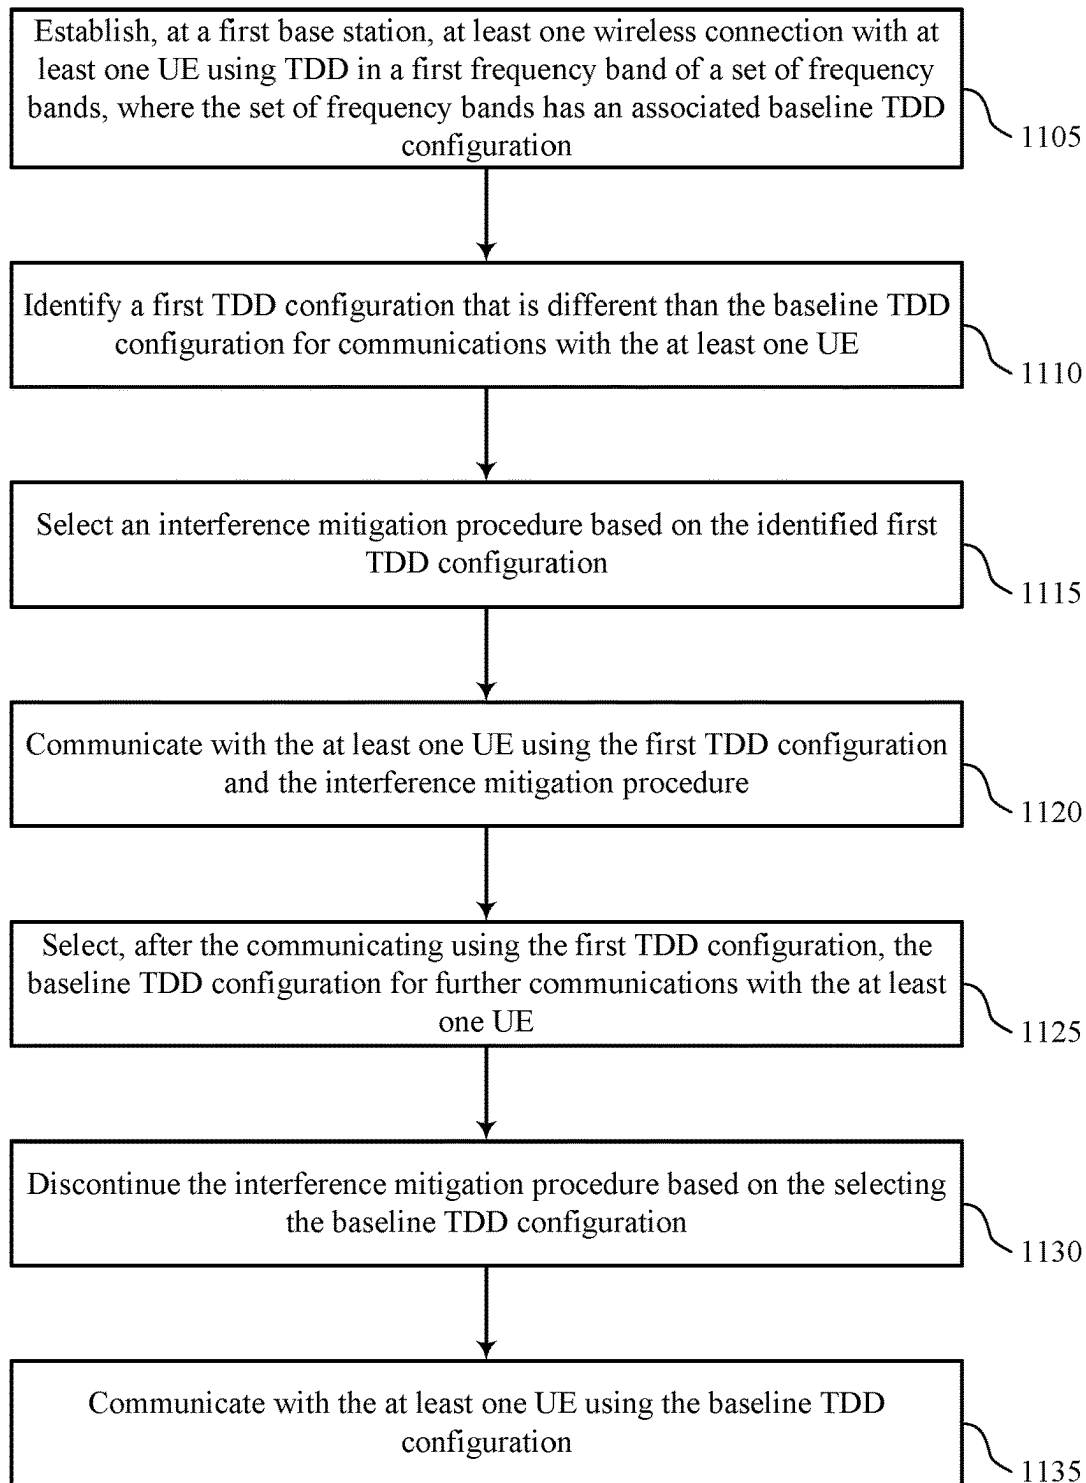 Establish, at a first base station, at least one wireless connection with at
least one UE using TDD in a first frequency band of a set of frequency
bands, where the set of frequency bands has an associated baseline TDD
configuration
1105
Identify a first TDD configuration that is different than the baseline TDD
configuration for communications with the at least one UE
1110
Select an interference mitigation procedure based on the identified first
TDD configuration
1115
Communicate with the at least one UE using the first TDD configuration
and the interference mitigation procedure
1120
Select, after the communicating using the first TDD configuration, the
baseline TDD configuration for further communications with the at least
one UE
1125
Discontinue the interference mitigation procedure based on the selecting
the baseline TDD configuration
1130
Communicate with the at least one UE using the baseline TDD
configuration
1135